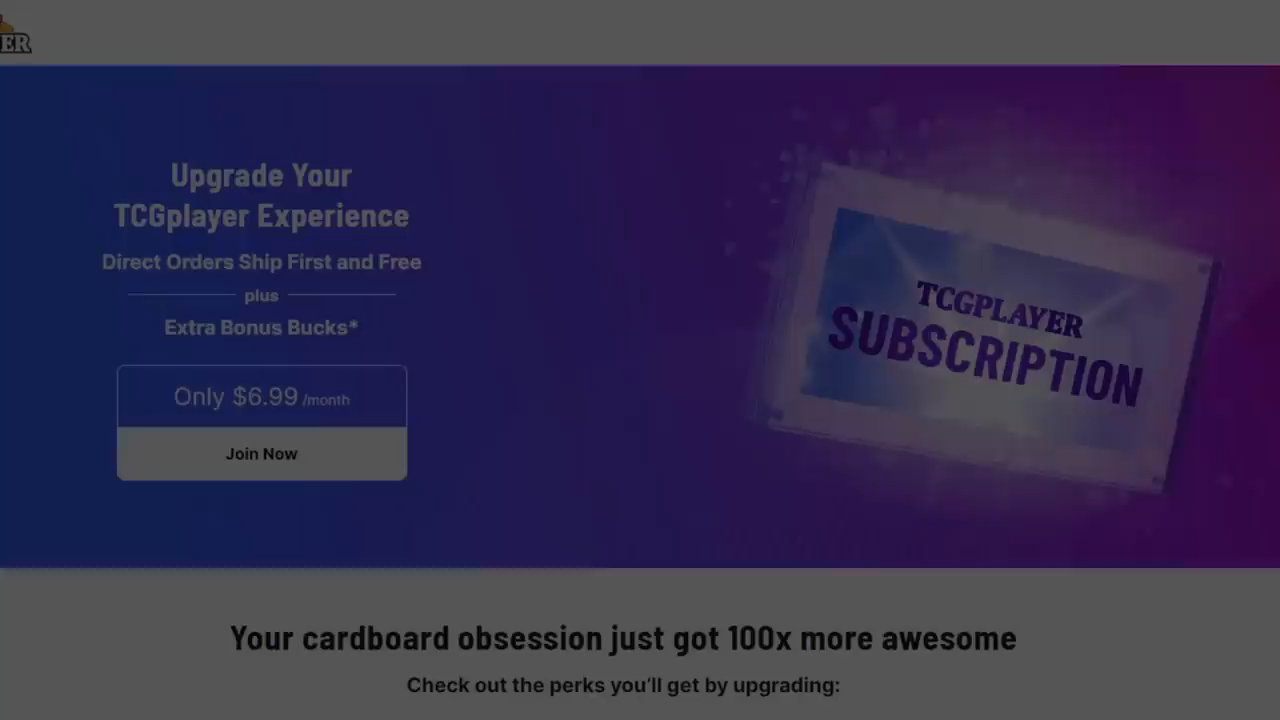 ER
Upgrade Your
TCGplayer Experience
Direct Orders Ship First and Free
plus
Extra Bonus Bucks*
Only $6.99 /month
Join Now
TCGPLAYER
SUBSCRIPTION
Your cardboard obsession just got 100x more awesome
Check out the perks you’ll get by upgrading: